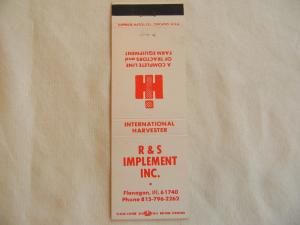 A COMPLETE LINE
OF TRACTORS and
FARM EQUIPMENT
INTERNATIONAL
HARVESTER
R & S
IMPLEMENT
INC.
Flanagan, Ill. 61740
Phone 815-796-2262